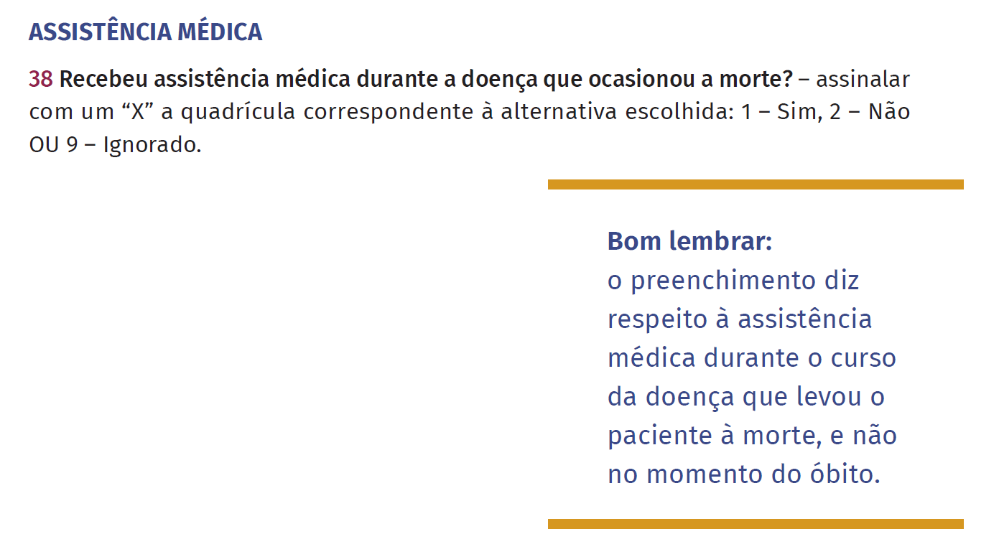 ASSISTÊNCIA MÉDICA
38 Recebeu assistência médica durante a doença que ocasionou a morte? – assinalar
com um “X” a quadrícula correspondente à alternativa escolhida: 1 – Sim, 2 – Não
OU 9 – Ignorado.
Bom lembrar:
o preenchimento diz
respeito à assistência
médica durante o curso
da doença que levou o
paciente à morte, e não
no momento do óbito.